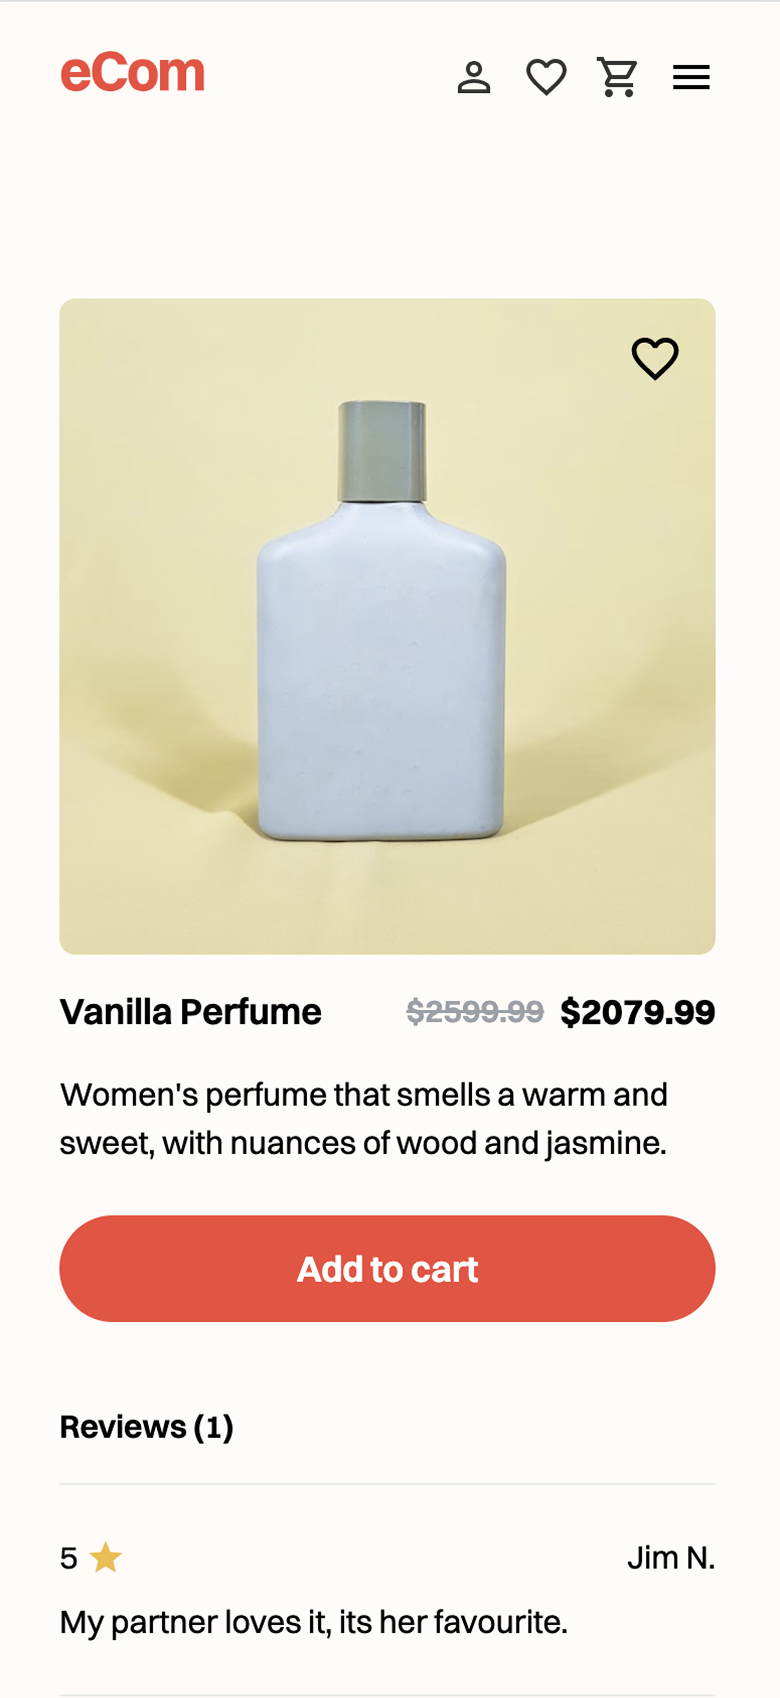 eCom
Vanilla Perfume $2599.99 $2079.99
Women's perfume that smells a warm and
sweet, with nuances of wood and jasmine.
Add to cart
Reviews (1)
5 Jim N.
My partner loves it, its her favourite.